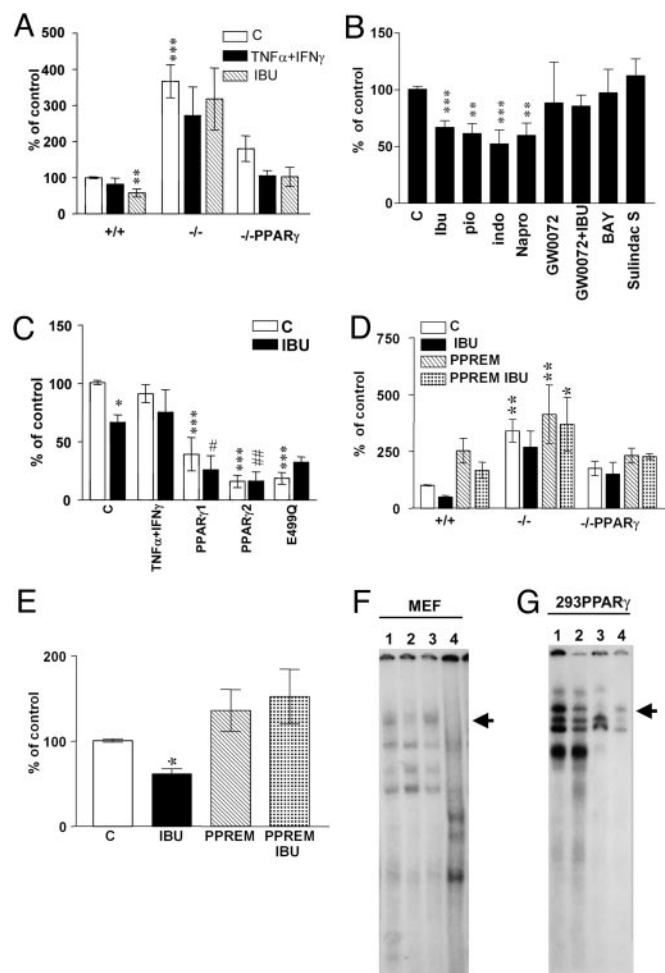 A
% of control
500
400
300
200
100
0
C
TNFα+IFNγ
IBU
***
**
+/+
-/-
-/-PPARγ
B
% of control
150
100
50
0
***
**
***
**
C
Ibu
pio
indo
Napro
GW0072
GW0072+IBU
BAY
Sulindac S
C
% of control
150
100
50
0
C
IBU
*
***
#
***
##
***
C
TNFα+IFNγ
PPARγ1
PPARγ2
E499Q
D
C
IBU
PPREM
PPREM IBU
% of control
750
500
250
0
**
**
*
+/+
-/-
-/-PPARγ
E
% of control
200
100
0
*
C
IBU
PPREM
PPREM
IBU
F
MEF
1 2 3 4
G
293PPARγ
1 2 3 4